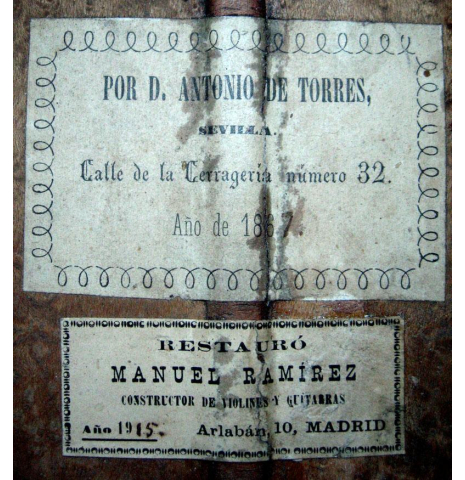 POR D. ANTONIO DE TORRES,
SEVILLA.
Calle de la Cerrageria número 32.
Año de 1867.
RESTAURÓ
MANUEL RAMÍREZ
CONSTRUCTOR DE VIOLINES Y GUITARRAS
Año 1915. Arlabán, 10, MADRID